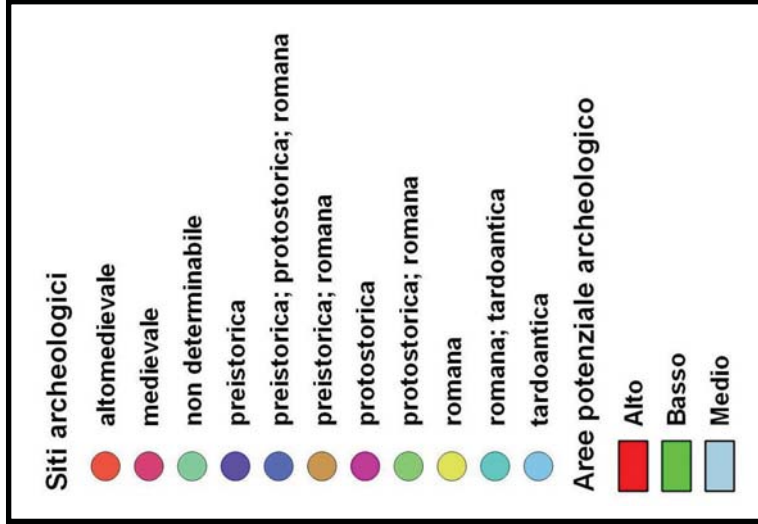 Siti archeologici
altomedievale
medievale
non determinabile
preistorica
preistorica; protostorica; romana
preistorica; romana
protostorica
protostorica; romana
romana
romana; tardoantica
tardoantica
Aree potenziale archeologico
Alto
Basso
Medio